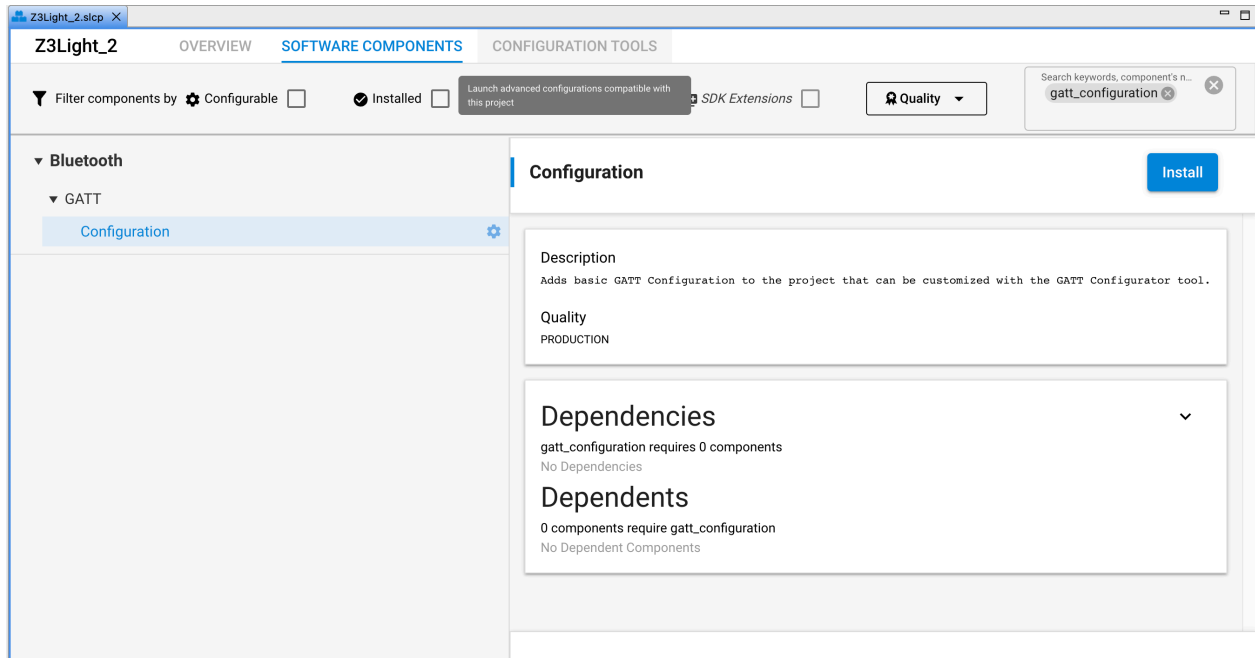 Z3Light_2.slcp
Z3Light_2 OVERVIEW SOFTWARE COMPONENTS CONFIGURATION TOOLS
Filter components by Configurable Installed SDK Extensions Quality
Launch advanced configurations compatible with
this project
Search keywords, component's n...
gatt_configuration
Bluetooth
GATT
Configuration
Configuration Install
Description
Adds basic GATT Configuration to the project that can be customized with the GATT Configurator tool.
Quality
PRODUCTION
Dependencies
gatt_configuration requires 0 components
No Dependencies
Dependents
0 components require gatt_configuration
No Dependent Components